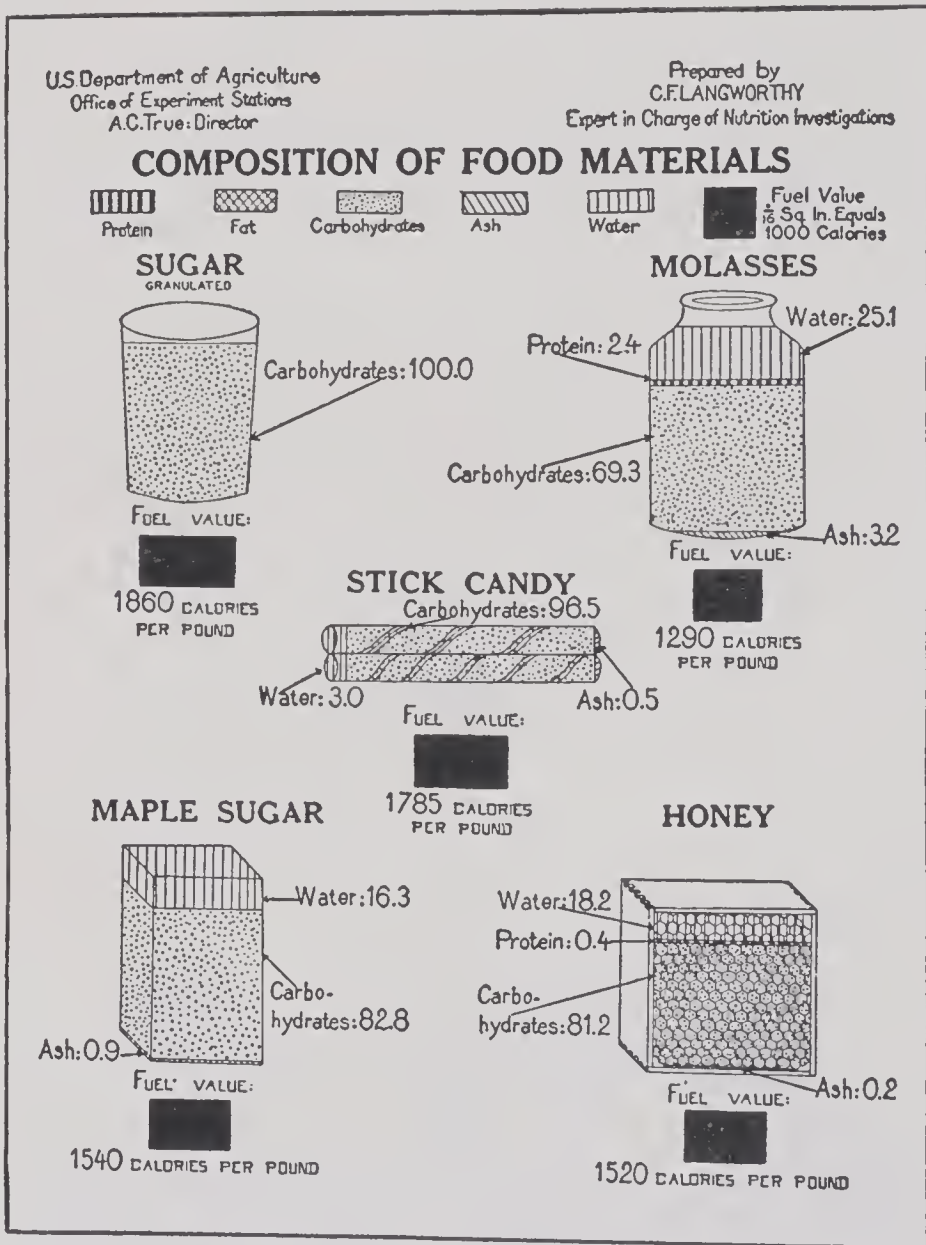 U.S. Department of Agriculture
Office of Experiment Stations
A.C. True: Director
Prepared by
C.F. LANGWORTHY
Expert in Charge of Nutrition Investigations
COMPOSITION OF FOOD MATERIALS
Protein
Fat
Carbohydrates
Ash
Water
Fuel Value
Sq. In. Equals
1000 Calories
SUGAR
GRANULATED
Carbohydrates: 100.0
FUEL VALUE:
1860 CALORIES
PER POUND
MOLASSES
Water: 25.1
Protein: 2.4
Carbohydrates: 69.3
Ash: 3.2
FUEL VALUE:
1290 CALORIES
PER POUND
STICK CANDY
Carbohydrates: 96.5
Water: 3.0
Ash: 0.5
FUEL VALUE:
1785 CALORIES
PER POUND
MAPLE SUGAR
Water: 16.3
Carbo-
hydrates: 82.8
Ash: 0.9
FUEL VALUE:
1540 CALORIES PER POUND
HONEY
Water: 18.2
Protein: 0.4
Carbo-
hydrates: 81.2
Ash: 0.2
FUEL VALUE:
1520 CALORIES PER POUND